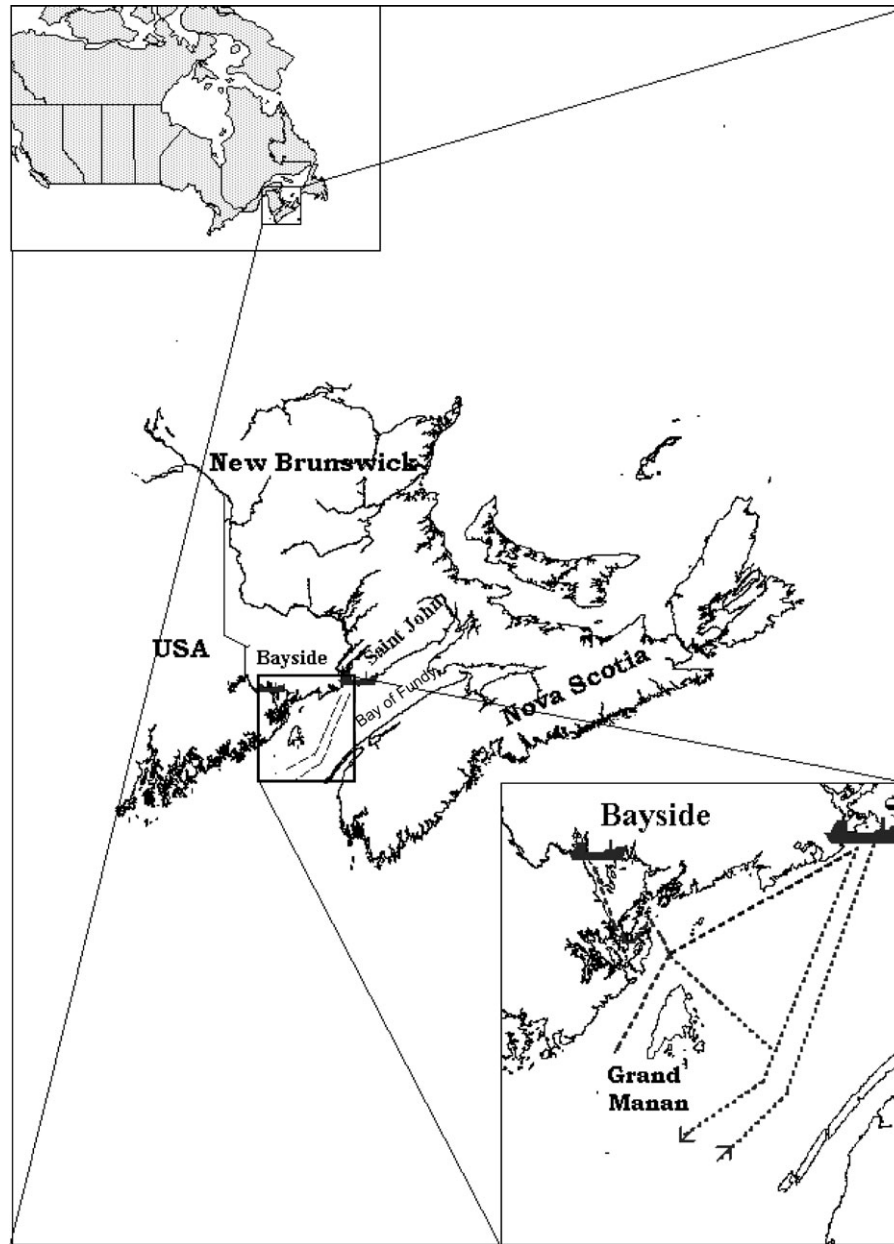 New Brunswick
USA
Bayside
Saint John
Bay of Fundy
Nova Scotia
Bayside
Grand
Manan